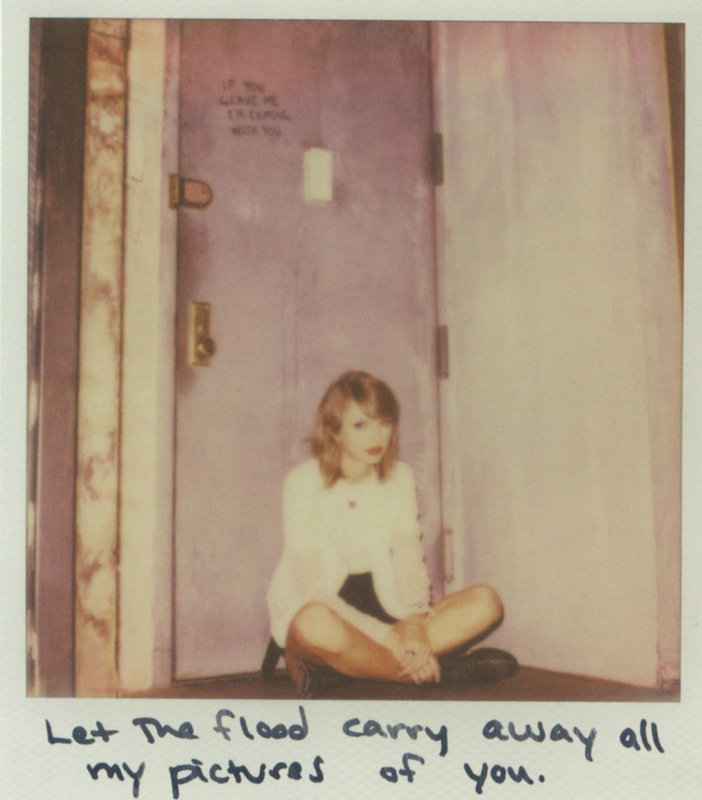 IF YOU
LEAVE ME
I'M COMING
WITH YOU
Let The flood carry away all
my pictures of you.